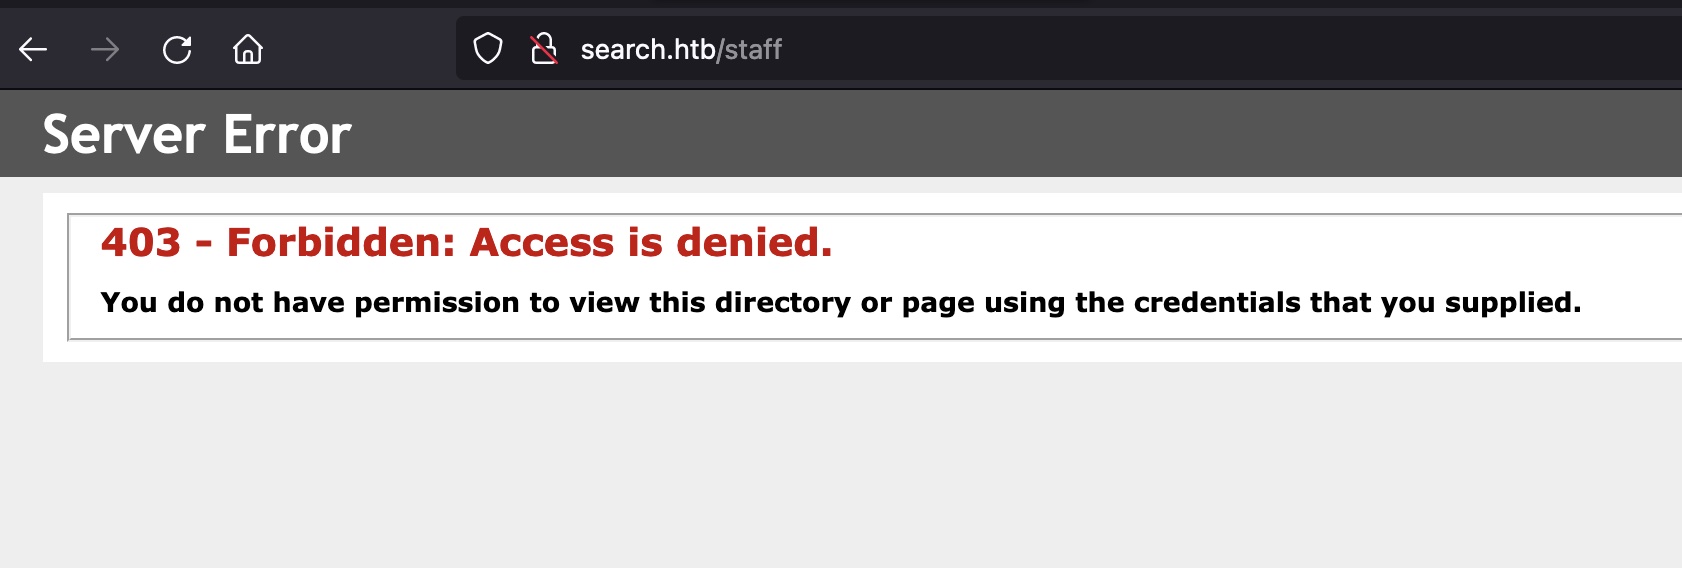 search.htb/staff
Server Error
403 - Forbidden: Access is denied.
You do not have permission to view this directory or page using the credentials that you supplied.